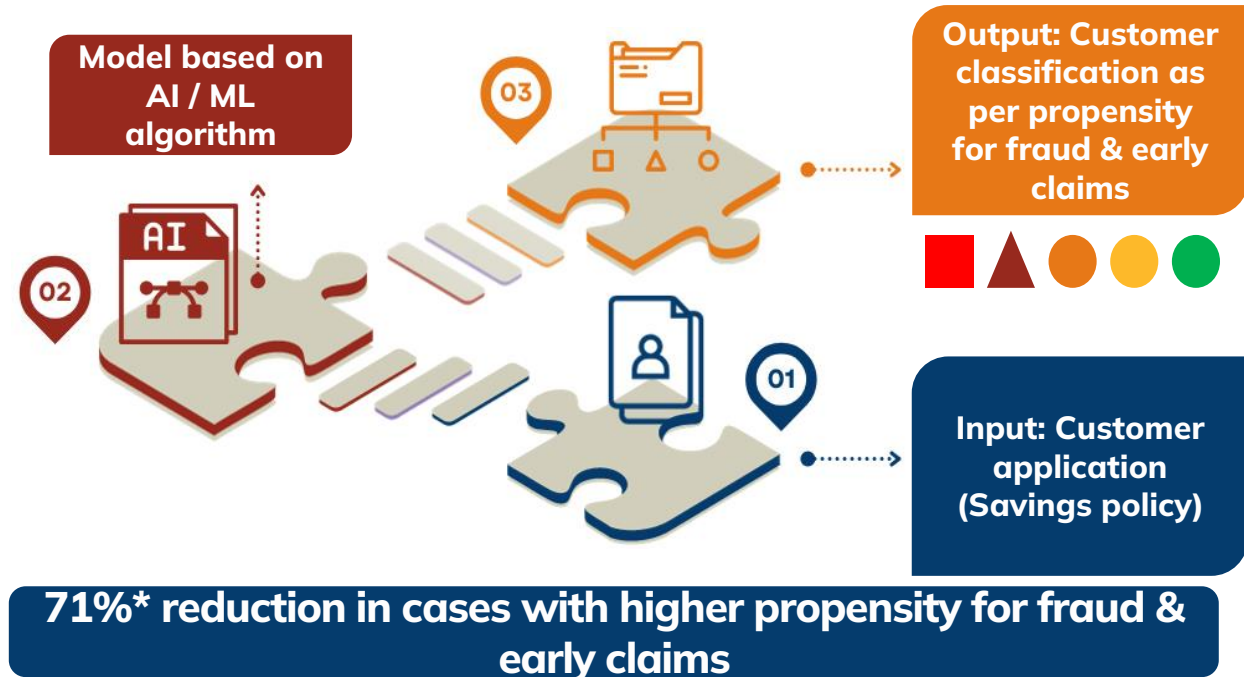 Model based on
AI / ML
algorithm
03
Output: Customer
classification as
per propensity
for fraud & early
claims
AI
02
01
Input: Customer
application
(Savings policy)
71%* reduction in cases with higher propensity for fraud &
early claims